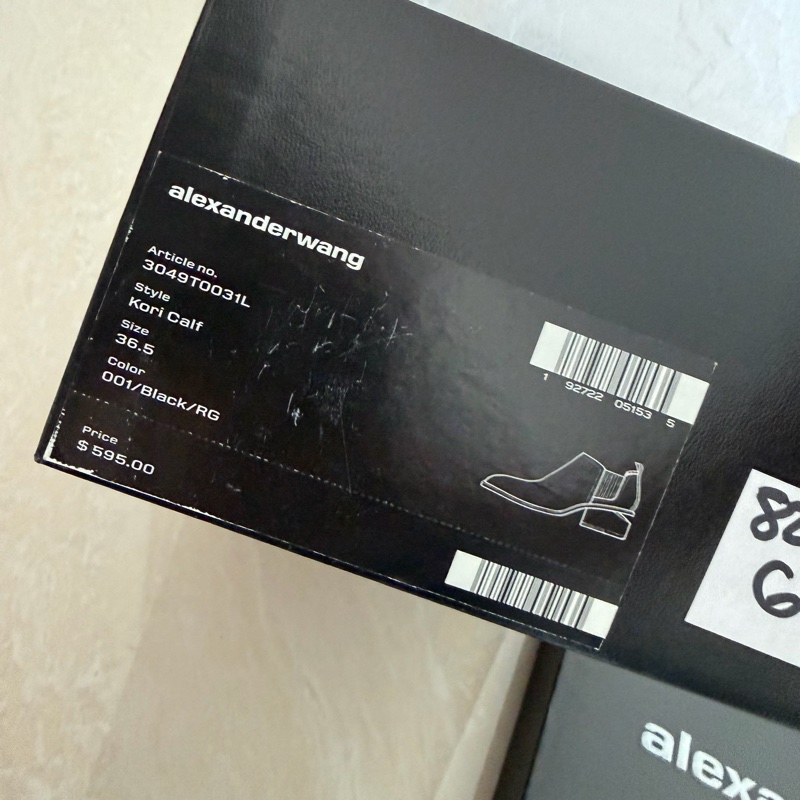 alexanderwang
Article no.
3049T0031L
Style
Kori Calf
Size
36.5
Color
001/Black/RG
Price
$ 595.00
1 92722 05153 5